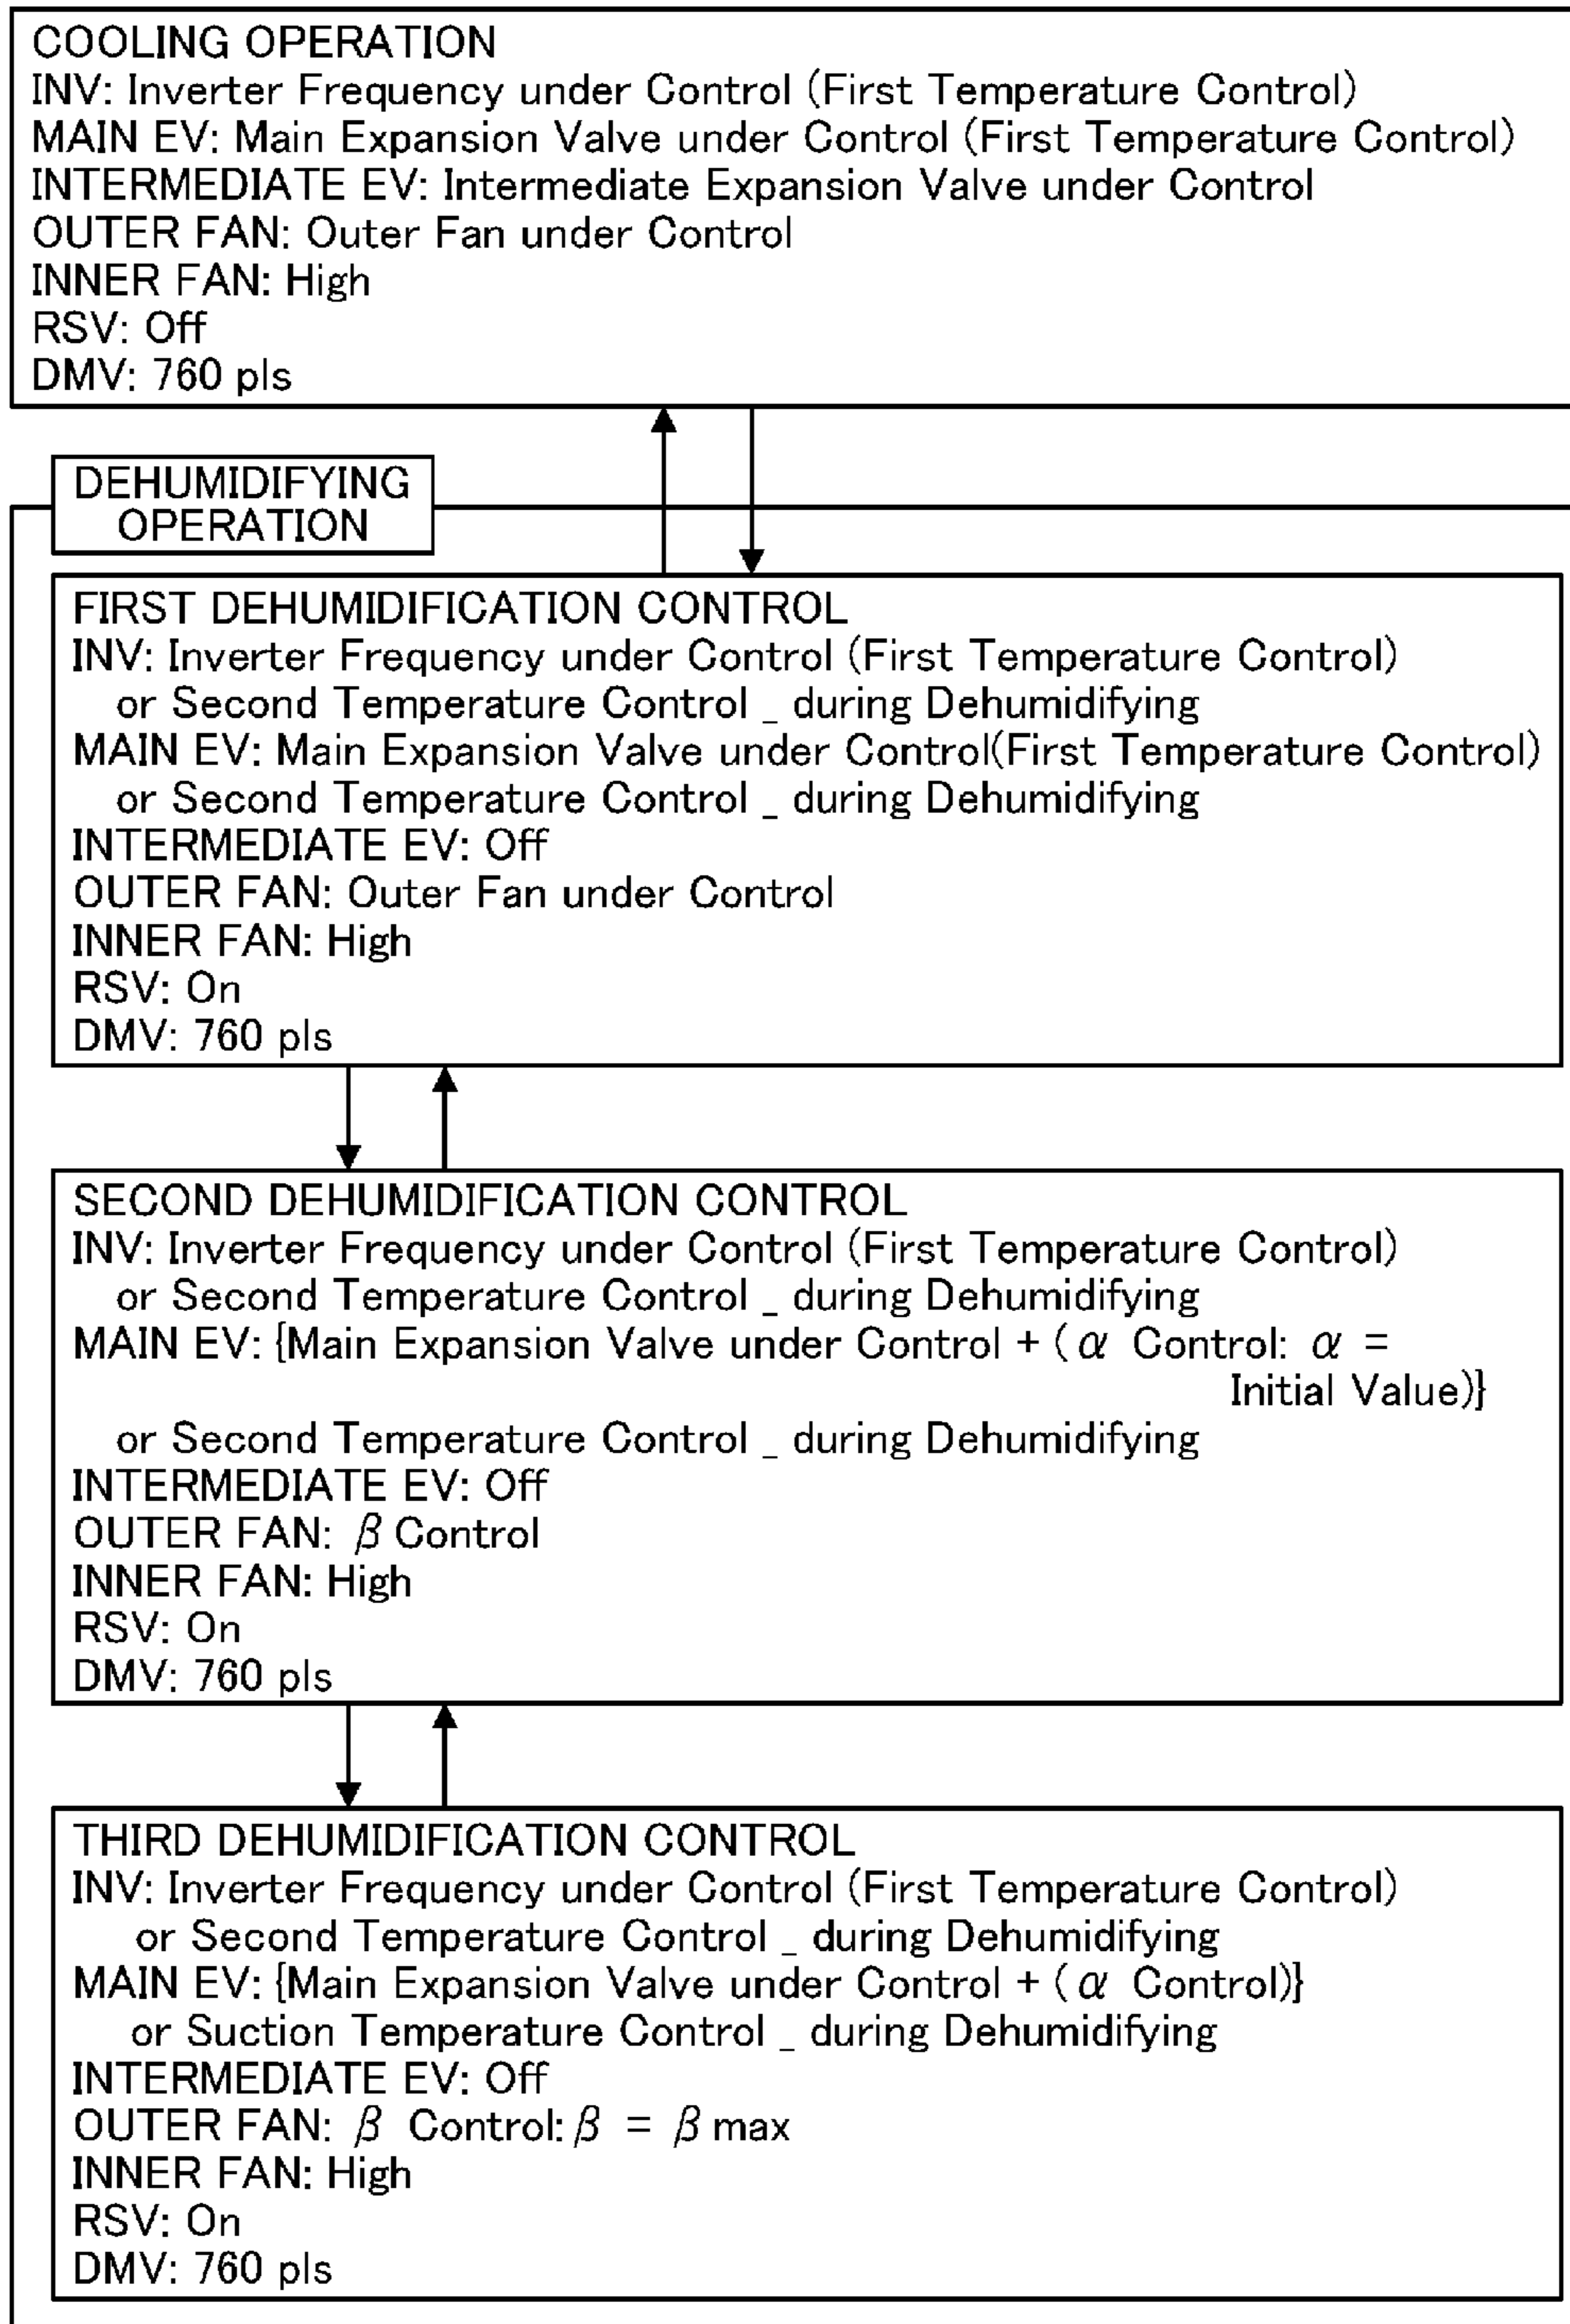 COOLING OPERATION
INV: Inverter Frequency under Control (First Temperature Control)
MAIN EV: Main Expansion Valve under Control (First Temperature Control)
INTERMEDIATE EV: Intermediate Expansion Valve under Control
OUTER FAN: Outer Fan under Control
INNER FAN: High
RSV: Off
DMV: 760 pls
DEHUMIDIFYING
OPERATION
FIRST DEHUMIDIFICATION CONTROL
INV: Inverter Frequency under Control (First Temperature Control)
or Second Temperature Control _ during Dehumidifying
MAIN EV: Main Expansion Valve under Control(First Temperature Control)
or Second Temperature Control _ during Dehumidifying
INTERMEDIATE EV: Off
OUTER FAN: Outer Fan under Control
INNER FAN: High
RSV: On
DMV: 760 pls
SECOND DEHUMIDIFICATION CONTROL
INV: Inverter Frequency under Control (First Temperature Control)
or Second Temperature Control _ during Dehumidifying
MAIN EV: {Main Expansion Valve under Control + (α Control: α =
Initial Value)}
or Second Temperature Control _ during Dehumidifying
INTERMEDIATE EV: Off
OUTER FAN: β Control
INNER FAN: High
RSV: On
DMV: 760 pls
THIRD DEHUMIDIFICATION CONTROL
INV: Inverter Frequency under Control (First Temperature Control)
or Second Temperature Control _ during Dehumidifying
MAIN EV: {Main Expansion Valve under Control + (α Control)}
or Suction Temperature Control _ during Dehumidifying
INTERMEDIATE EV: Off
OUTER FAN: β Control: β = β max
INNER FAN: High
RSV: On
DMV: 760 pls